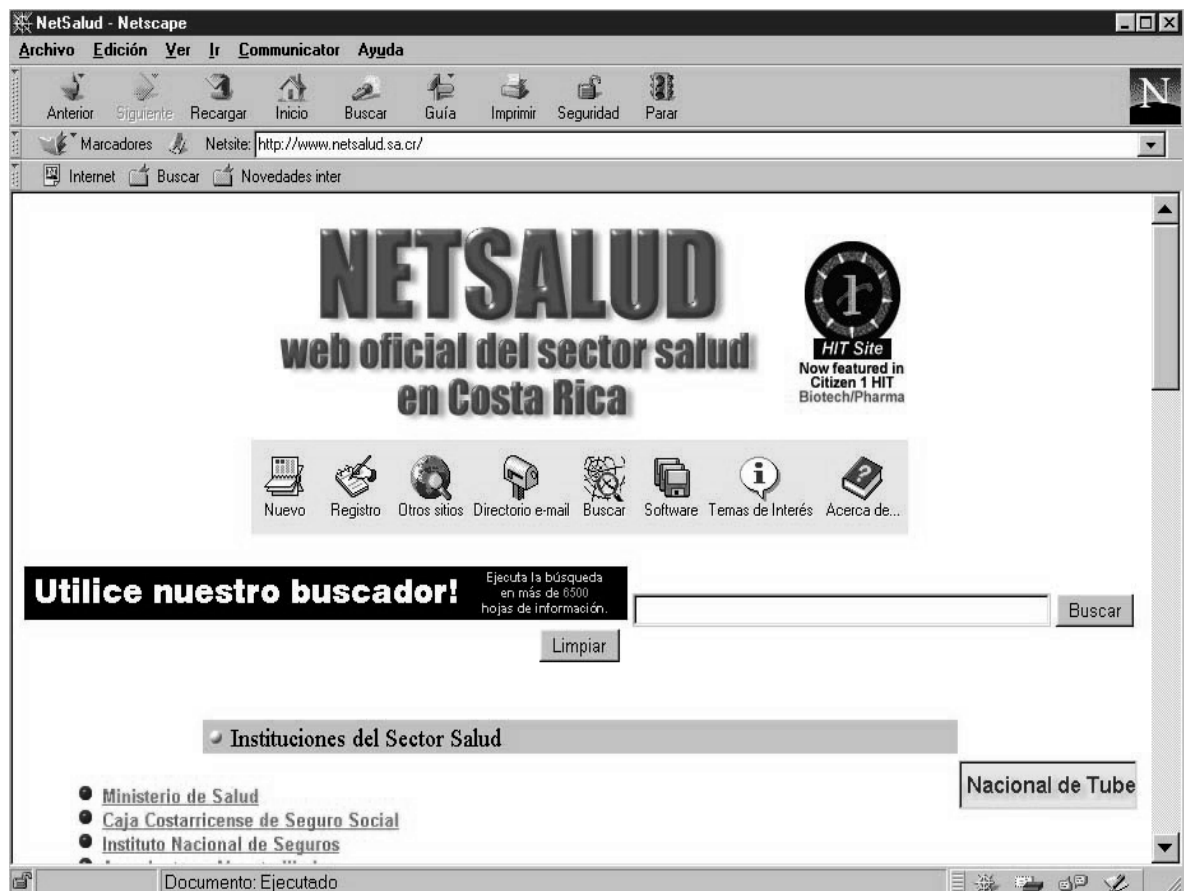 NetSalud - Netscape
Archivo Edición Ver Ir Communicator Ayuda
Anterior Siguiente Recargar Inicio Buscar Guía Imprimir Seguridad Parar
Marcadores Netsite: http://www.netsalud.sa.cr/
Internet Buscar Novedades inter
NETSALUD
web oficial del sector salud
en Costa Rica
HIT Site
Now featured in
Citizen 1 HIT
Biotech/Pharma
Nuevo Registro Otros sitios Directorio e-mail Buscar Software Temas de Interés Acerca de...
Utilice nuestro buscador!
Ejecuta la búsqueda
en más de 6500
hojas de información.
Buscar
Limpiar
Instituciones del Sector Salud
Nacional de Tube
Ministerio de Salud
Caja Costarricense de Seguro Social
Instituto Nacional de Seguros
Documento: Ejecutado